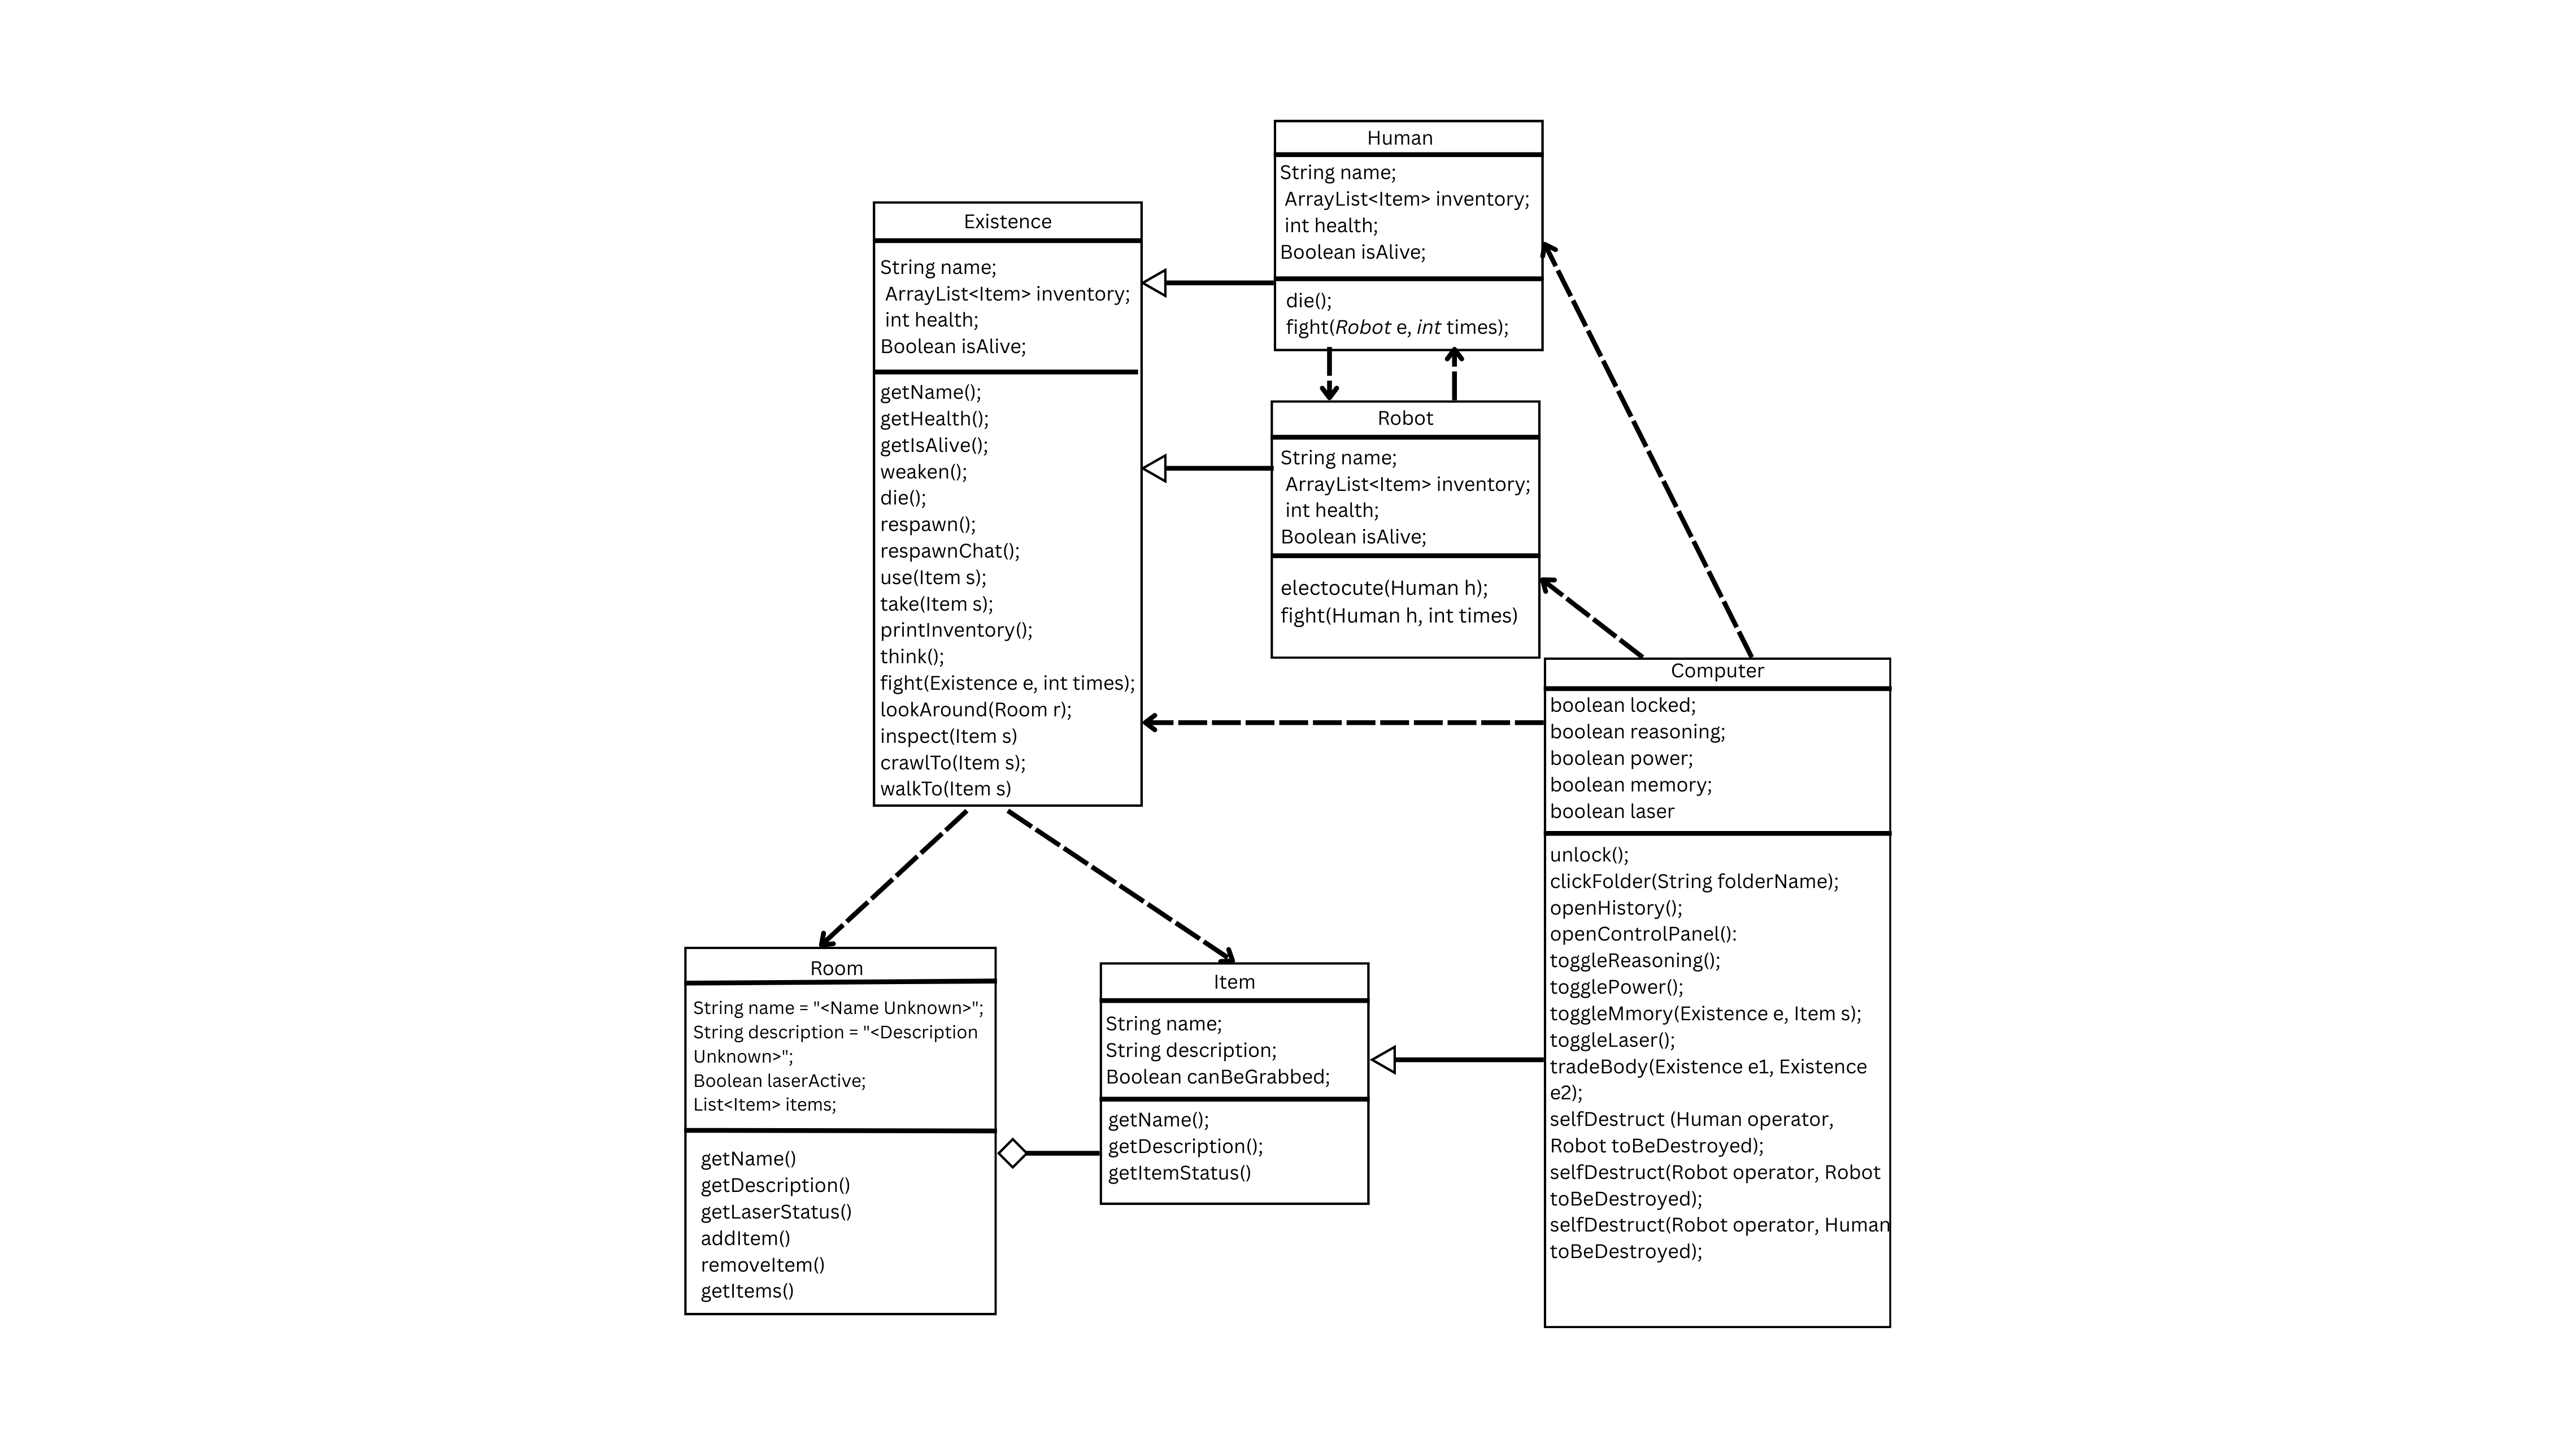 Human
String name;
ArrayList<Item> inventory;
int health;
Boolean isAlive;
die();
fight(Robot e, int times);
Existence
String name;
ArrayList<Item> inventory;
int health;
Boolean isAlive;
getName();
getHealth();
getIsAlive();
weaken();
die();
respawn();
respawnChat();
use(Item s);
take(Item s);
printInventory();
think();
fight(Existence e, int times);
lookAround(Room r);
inspect(Item s)
crawlTo(Item s);
walkTo(Item s)
Robot
String name;
ArrayList<Item> inventory;
int health;
Boolean isAlive;
electocute(Human h);
fight(Human h, int times)
Computer
boolean locked;
boolean reasoning;
boolean power;
boolean memory;
boolean laser
unlock();
clickFolder(String folderName);
openHistory();
openControlPanel():
toggleReasoning();
togglePower();
toggleMmory(Existence e, Item s);
toggleLaser();
tradeBody(Existence e1, Existence
e2);
selfDestruct (Human operator,
Robot toBeDestroyed);
selfDestruct(Robot operator, Robot
toBeDestroyed);
selfDestruct(Robot operator, Human
toBeDestroyed);
Room
String name = "<Name Unknown>";
String description = "<Description
Unknown>";
Boolean laserActive;
List<Item> items;
getName()
getDescription()
getLaserStatus()
addItem()
removeItem()
getItems()
Item
String name;
String description;
Boolean canBeGrabbed;
getName();
getDescription();
getItemStatus()